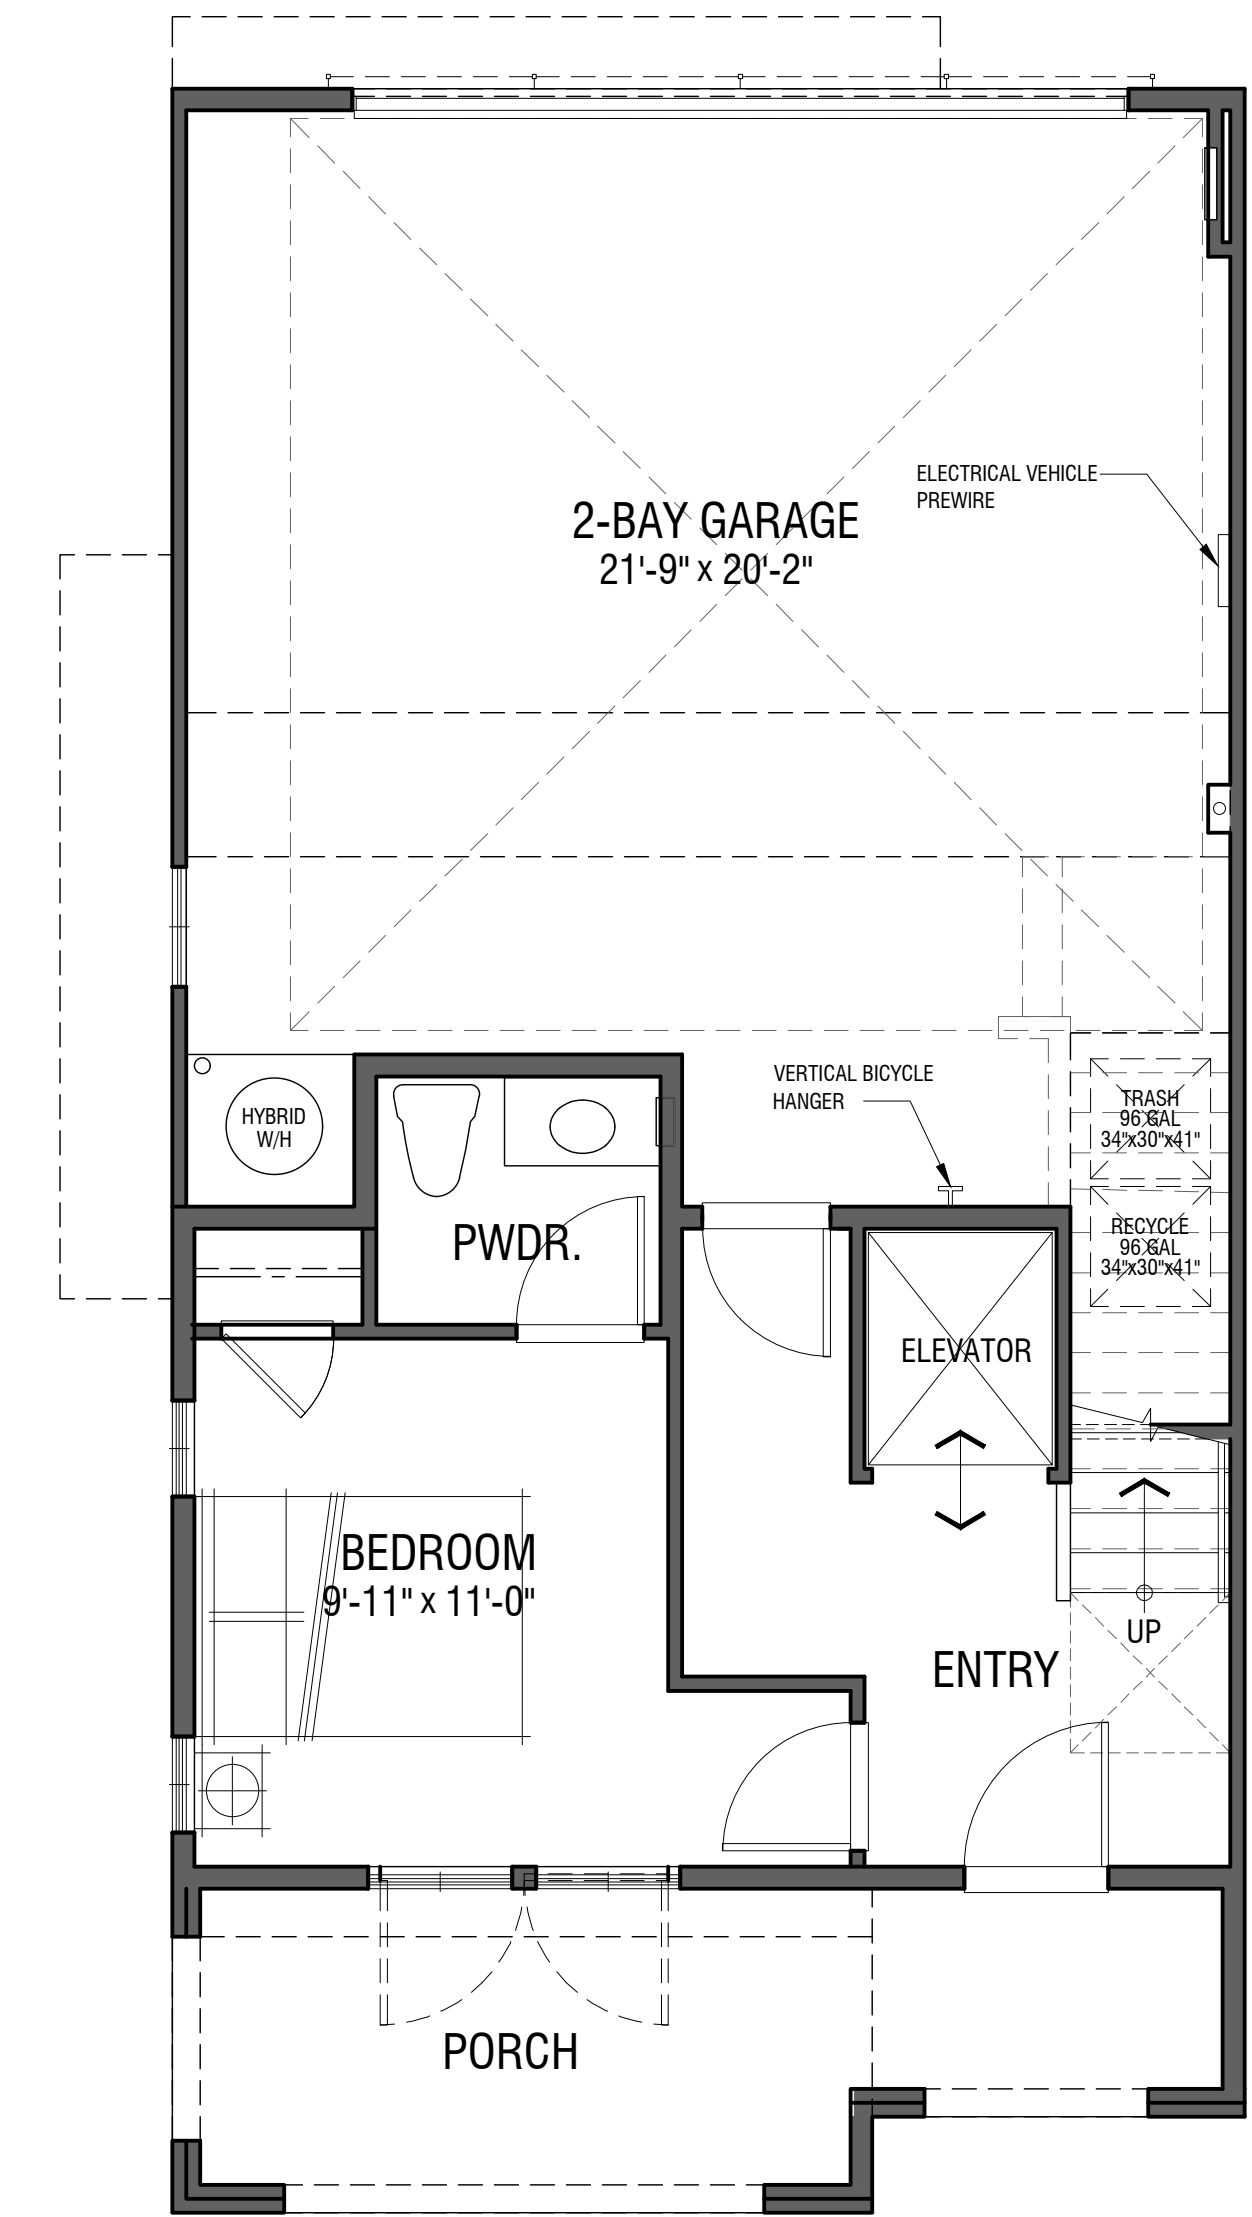 ELECTRICAL VEHICLE
PREWIRE
2-BAY GARAGE
21'-9" x 20'-2"
VERTICAL BICYCLE
HANGER
TRASH
96 GAL
34"x30"x41"
HYBRID
W/H
RECYCLE
96 GAL
34"x30"x41"
PWDR.
ELEVATOR
BEDROOM
9'-11" x 11'-0"
UP
ENTRY
PORCH